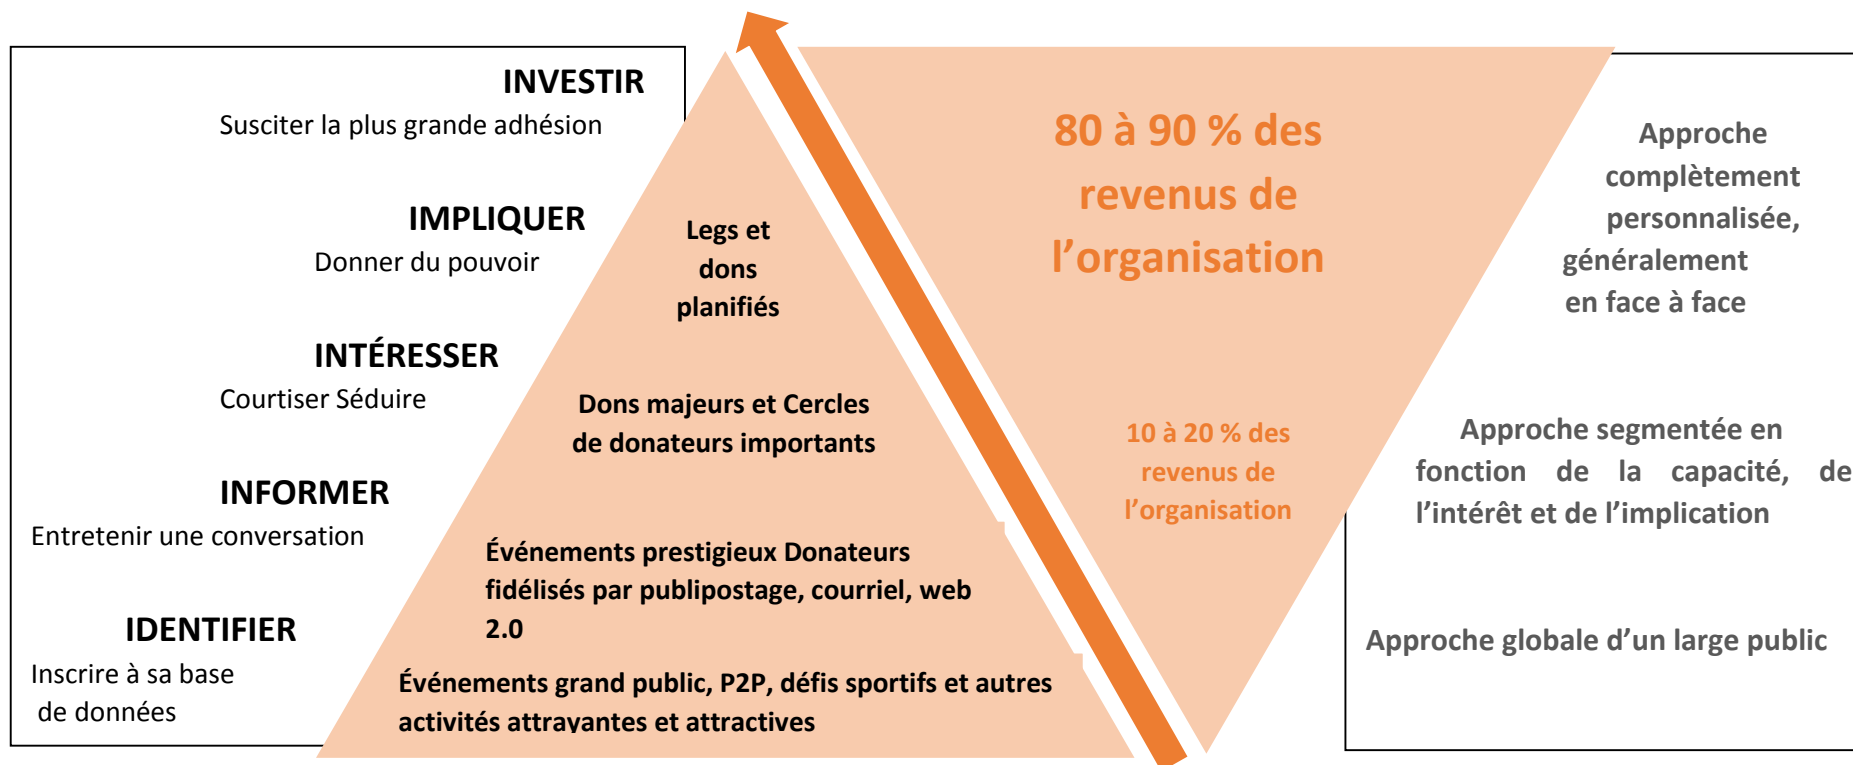 INVESTIR
Susciter la plus grande adhésion
IMPLIQUER
Donner du pouvoir
INTÉRESSER
Courtiser Séduire
INFORMER
Entretenir une conversation
IDENTIFIER
Inscrire à sa base
de données
Legs et
dons
planifiés
Dons majeurs et Cercles
de donateurs importants
Événements prestigieux Donateurs
fidélisés par publipostage, courriel, web
2.0
Événements grand public, P2P, défis sportifs et autres
activités attrayantes et attractives
80 à 90 % des
revenus de
l’organisation
10 à 20 % des
revenus de
l’organisation
Approche
complètement
personnalisée,
généralement
en face à face
Approche segmentée en
fonction de la capacité, de
l’intérêt et de l’implication
Approche globale d’un large public